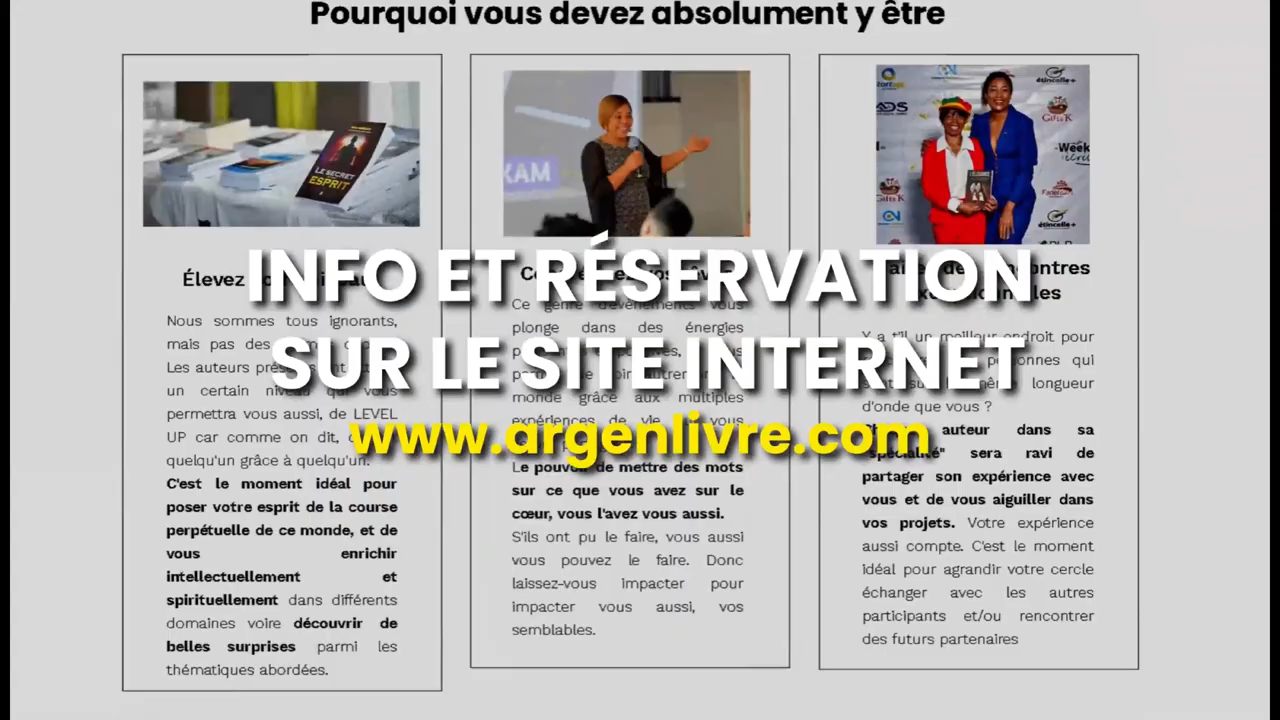 Pourquoi vous devez absolument y être
LE SECRET
ESPRIT
XAM
étincelle+
Gifts K
Week
étincelle+
INFO ET RÉSERVATION
SUR LE SITE INTERNET
www.argenlivre.com
Élevez
Nous sommes tous ignorants,
mais pas des
Les auteurs
un certain
permettra vous aussi, de LEVEL
UP car comme on dit,
quelqu'un grâce à quelqu'un.
C'est le moment idéal pour
poser votre esprit de la course
perpétuelle de ce monde, et de
vous enrichir
intellectuellement et
spirituellement dans différents
domaines voire découvrir de
belles surprises parmi les
thématiques abordées.
Ce genre d'événements vous
plonge dans des énergies
monde grâce aux multiples
expériences de vie
Le pouvoir de mettre des mots
sur ce que vous avez sur le
cœur, vous l'avez vous aussi.
S'ils ont pu le faire, vous aussi
vous pouvez le faire. Donc
laissez-vous impacter pour
impacter vous aussi, vos
semblables.
Y a t'il un meilleur endroit pour
qui
longueur
d'onde que vous ?
auteur dans sa
"spécialité" sera ravi de
partager son expérience avec
vous et de vous aiguiller dans
vos projets. Votre expérience
aussi compte. C'est le moment
idéal pour agrandir votre cercle
échanger avec les autres
participants et/ou rencontrer
des futurs partenaires